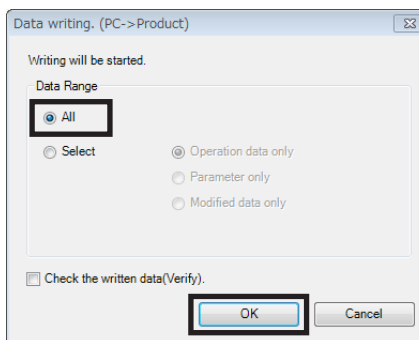 Data writing. (PC->Product)
Writing will be started.
Data Range
All
Select
Operation data only
Parameter only
Modified data only
Check the written data(Verify).
OK
Cancel